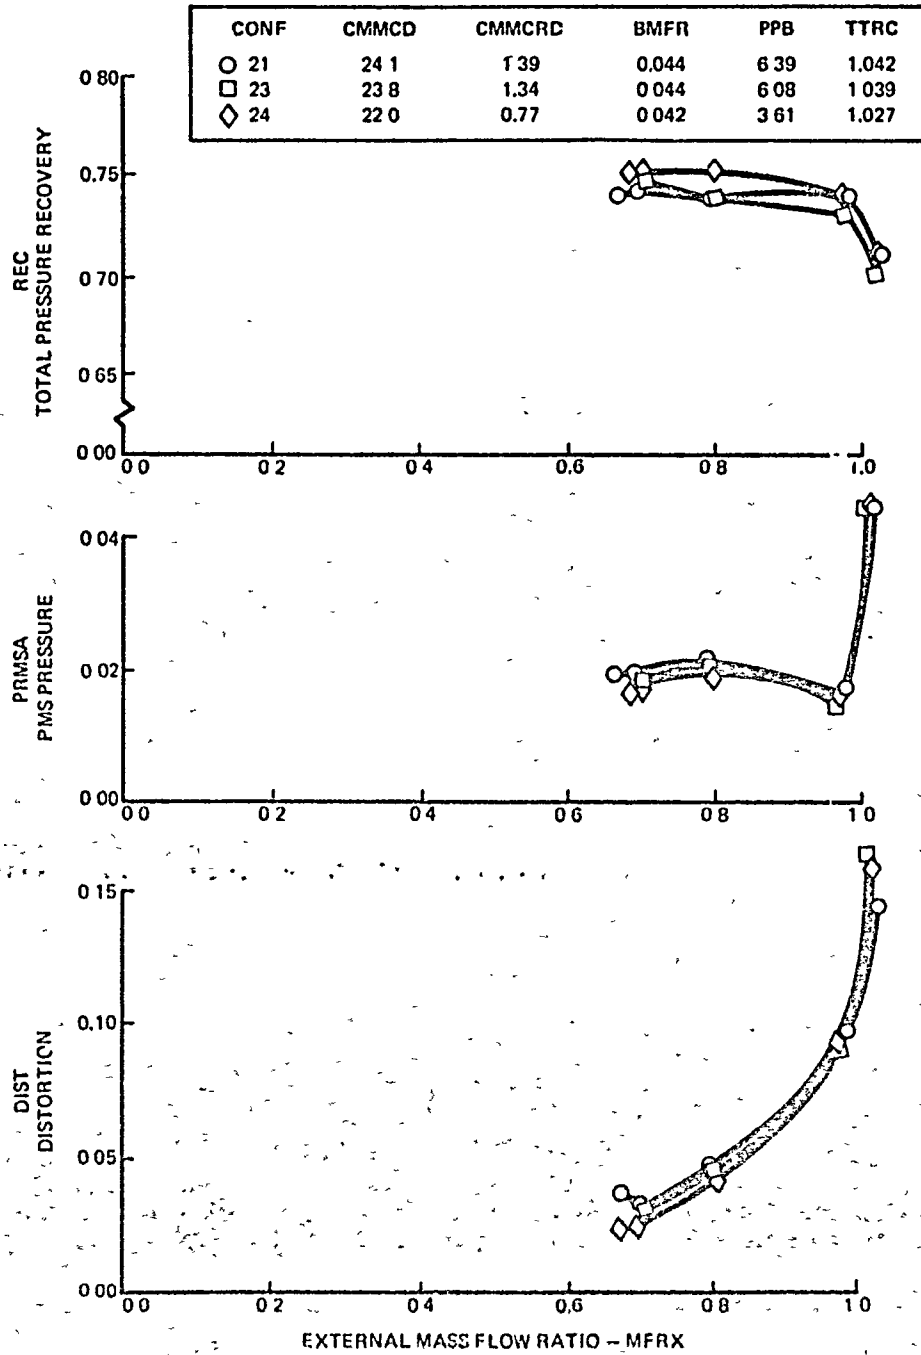 CONF CMMCD CMMCRD BMFR PPB TTRC
21 24 1 1 39 0.044 6 39 1.042
23 23 8 1.34 0 044 6 08 1 039
24 22 0 0.77 0 042 3 61 1.027
REC
TOTAL PRESSURE RECOVERY
0 80
0.75
0 70
0 65
0 00
0 0 0 2 0 4 0.6 0 8 1.0
PRMSA
PMS PRESSURE
0 04
0 02
0 00
0 0 0 2 0 4 0 6 0 8 1 0
DIST
DISTORTION
0.15
0.10
0.05
0 00
0 0 0 2 0 4 0,6 0 8 1 0
EXTERNAL MASS FLOW RATIO – MFRX